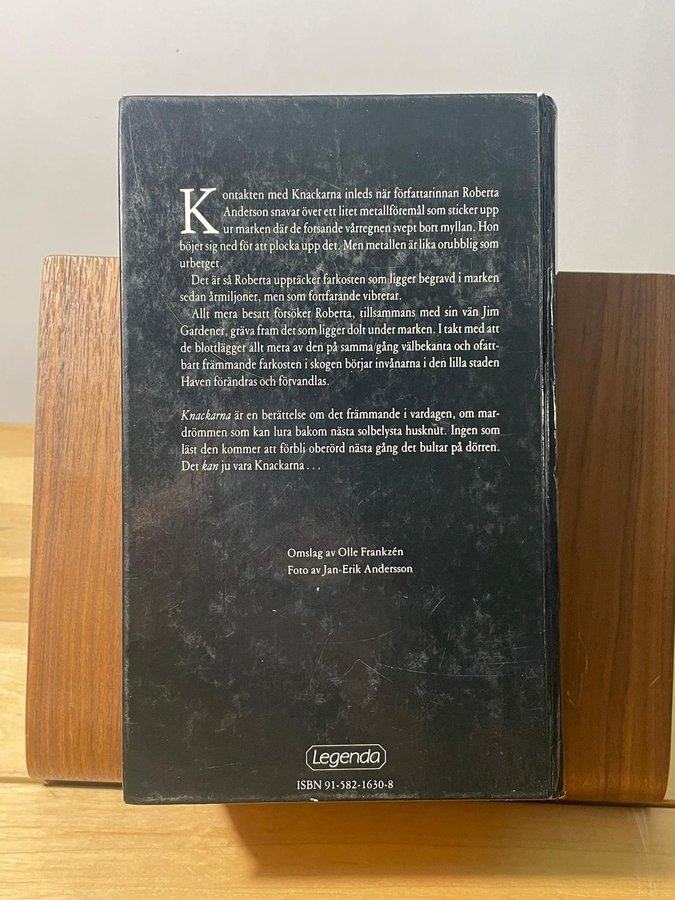 Kontakten med Knackarna inleds när författarinnan Roberta
Anderson snavar över ett litet metallföremål som sticker upp
ur marken där de forsande vårregnen svept bort myllan. Hon
böjer sig ned för att plocka upp det. Men metallen är lika orubblig som
urberget.
Det är så Roberta upptäcker farkosten som ligger begravd i marken
sedan årmiljoner, men som fortfarande vibrerar.
Allt mera besatt försöker Roberta, tillsammans med sin vän Jim
Gardener, gräva fram det som ligger dolt under marken. I takt med att
de blottlägger allt mera av den på samma gång välbekanta och ofatt-
bart främmande farkosten i skogen börjar invånarna i den lilla staden
Haven förändras och förvandlas.
Knackarna är en berättelse om det främmande i vardagen, om mar-
drömmen som kan lura bakom nästa solbelysta husknut. Ingen som
läst den kommer att förbli oberörd nästa gång det bultar på dörren.
Det kan ju vara Knackarna . . .
Omslag av Olle Frankzén
Foto av Jan-Erik Andersson
Legenda
ISBN 91-582-1630-8